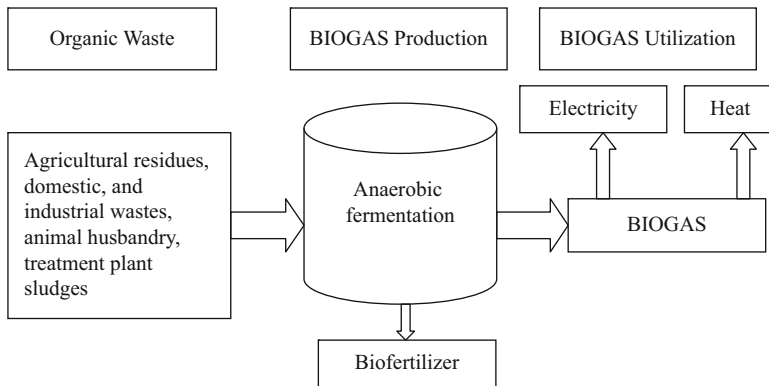 Organic Waste
BIOGAS Production
BIOGAS Utilization
Electricity
Heat
Agricultural residues,
domestic, and
industrial wastes,
animal husbandry,
treatment plant
sludges
Anaerobic
fermentation
BIOGAS
Biofertilizer